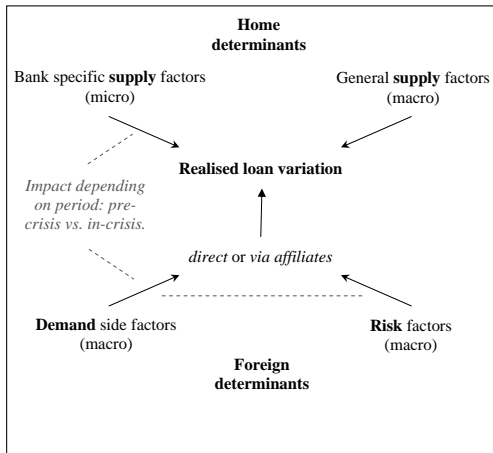 Home
determinants
Bank specific supply factors
(micro)
General supply factors
(macro)
Realised loan variation
Impact depending
on period: pre-
crisis vs. in-crisis.
direct or via affiliates
Demand side factors
(macro)
Risk factors
(macro)
Foreign
determinants